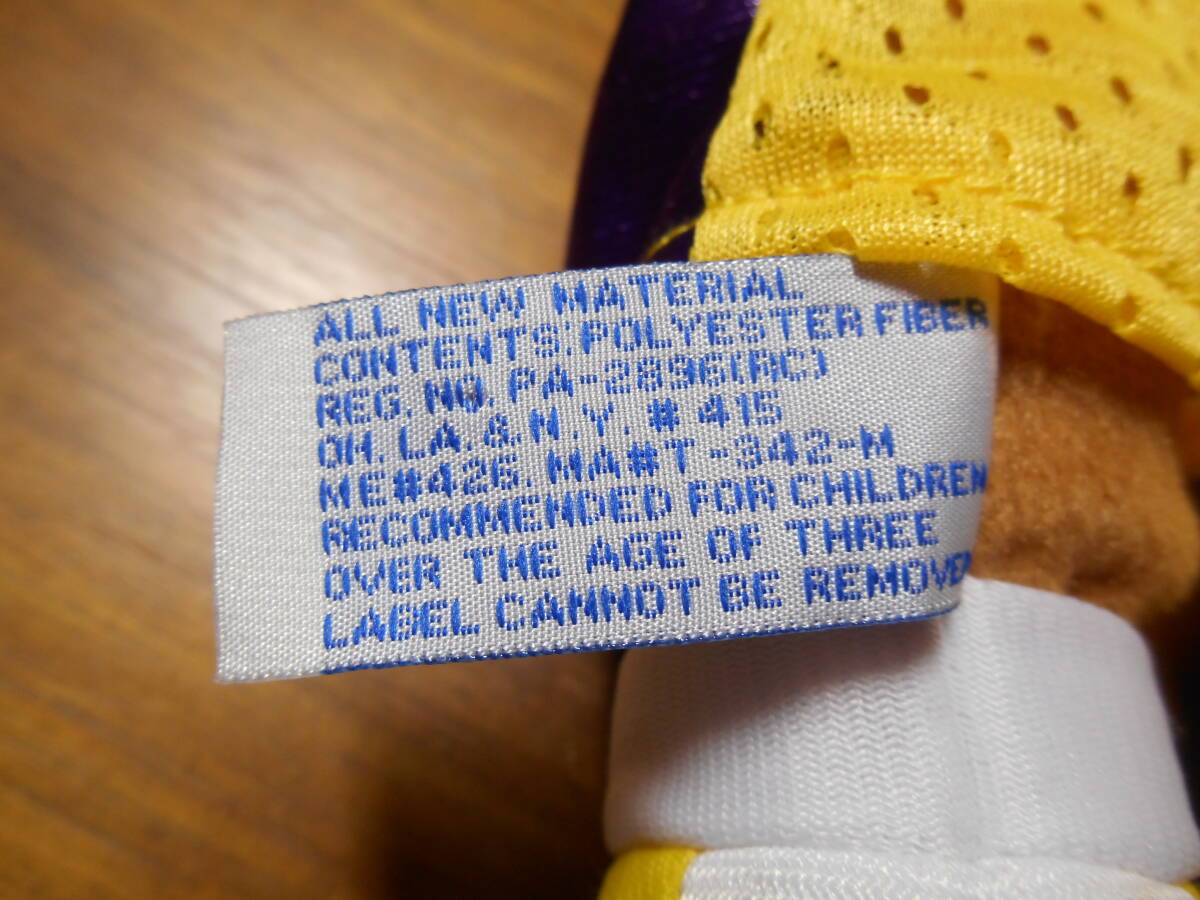 ALL NEW MATERIAL
CONTENTS:POLYESTER FIBER
REG. NO. PA-2896(RC)
OH. LA. & N.Y. # 415
ME#426. MA#T-342-M
RECOMMENDED FOR CHILDREN
OVER THE AGE OF THREE
LABEL CANNOT BE REMOVED